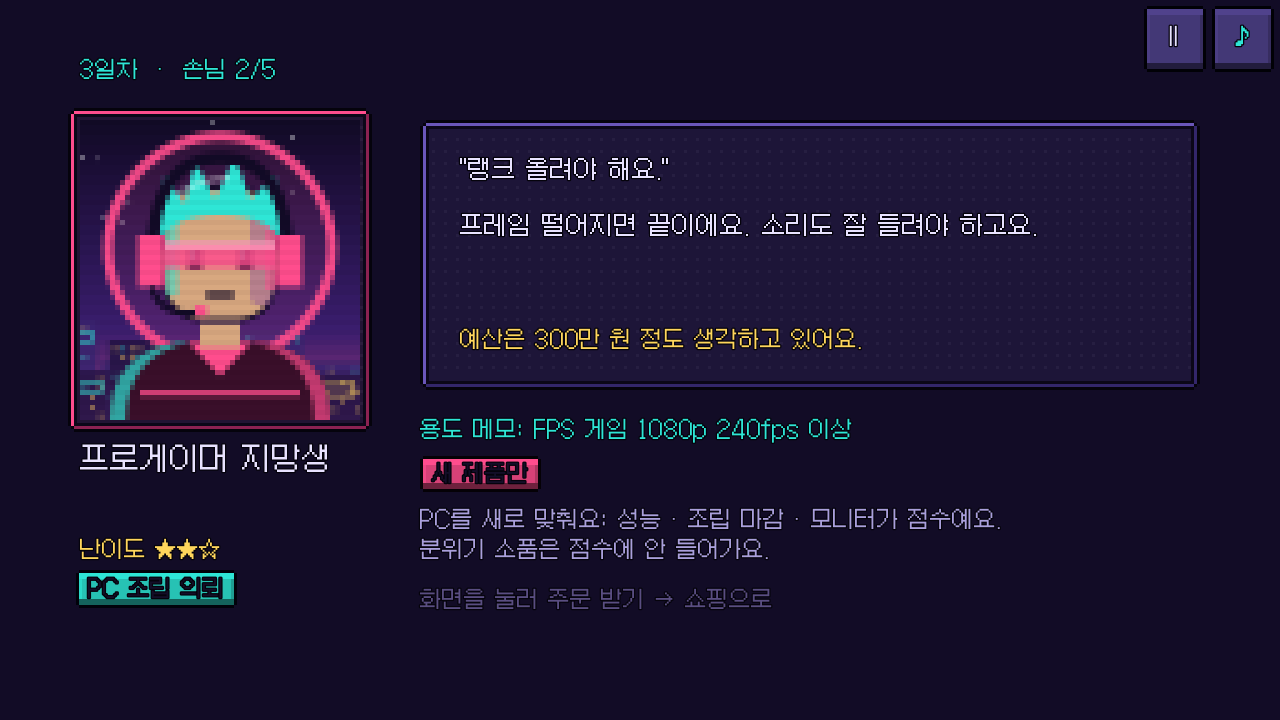 3일차 · 손님 2/5
"랭크 올려야 해요."
프레임 떨어지면 끝이에요. 소리도 잘 들려야 하고요.
예산은 300만 원 정도 생각하고 있어요.
프로게이머 지망생
난이도 ★★☆
PC 조립 의뢰
용도 메모: FPS 게임 1080p 240fps 이상
새 제품만
PC를 새로 맞춰요: 성능 · 조립 마감 · 모니터가 점수예요.
분위기 소품은 점수에 안 들어가요.
화면을 눌러 주문 받기 → 쇼핑으로